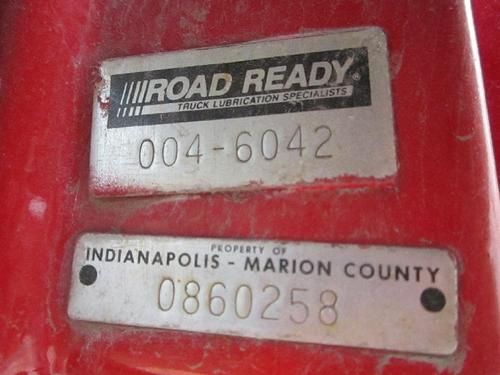 ROAD READY®
TRUCK LUBRICATION SPECIALISTS
004-6042
PROPERTY OF
INDIANAPOLIS - MARION COUNTY
0860258